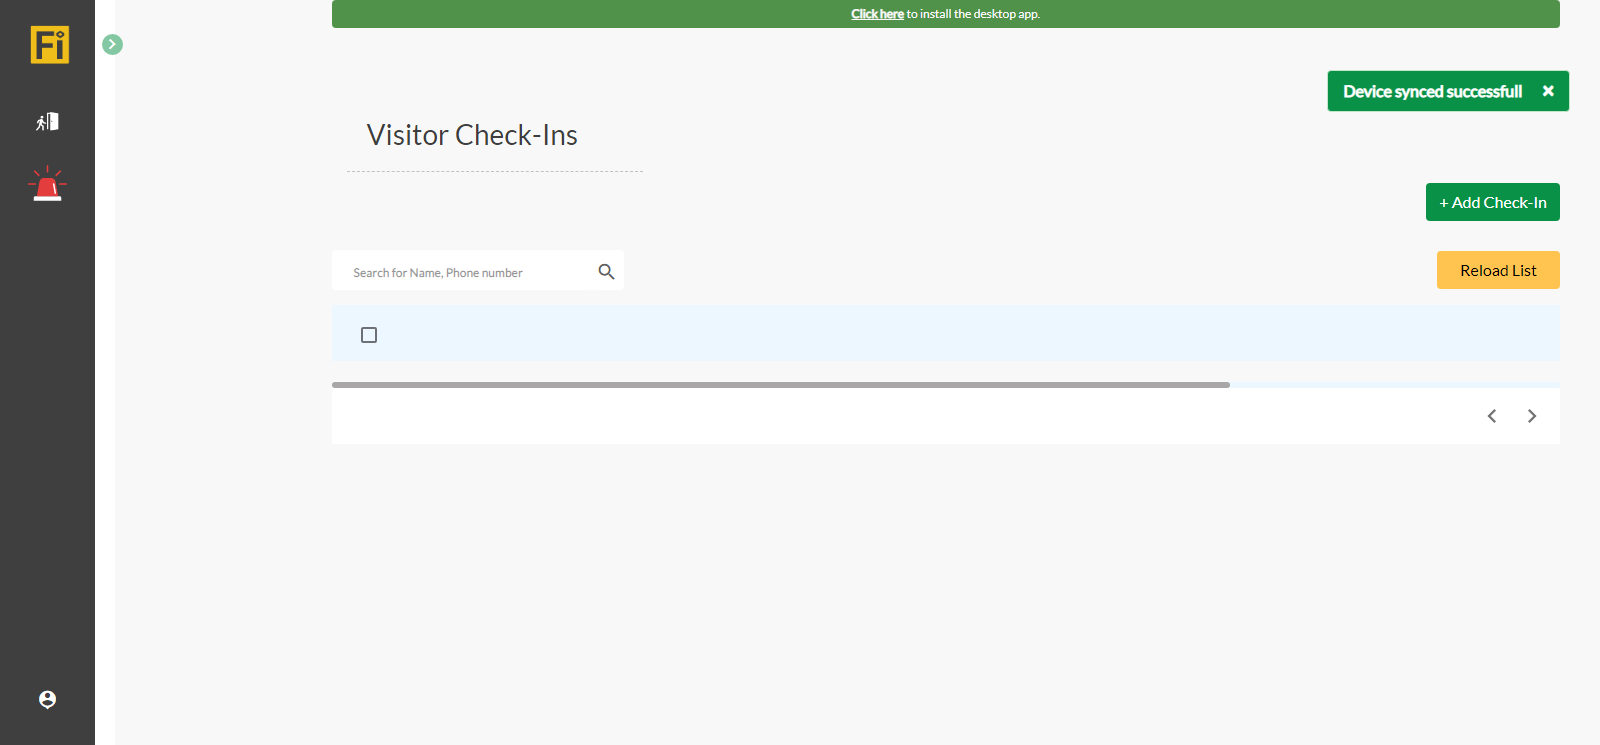 Click here to install the desktop app.
Fi
Device synced successfull
Visitor Check-Ins
+ Add Check-In
Search for Name, Phone number
Reload List